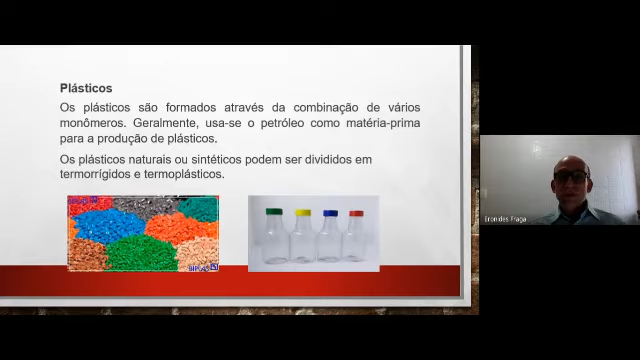 Plásticos
Os plásticos são formados através da combinação de vários
monômeros. Geralmente, usa-se o petróleo como matéria-prima
para a produção de plásticos.
Os plásticos naturais ou sintéticos podem ser divididos em
termorrígidos e termoplásticos.
Eronides Fraga